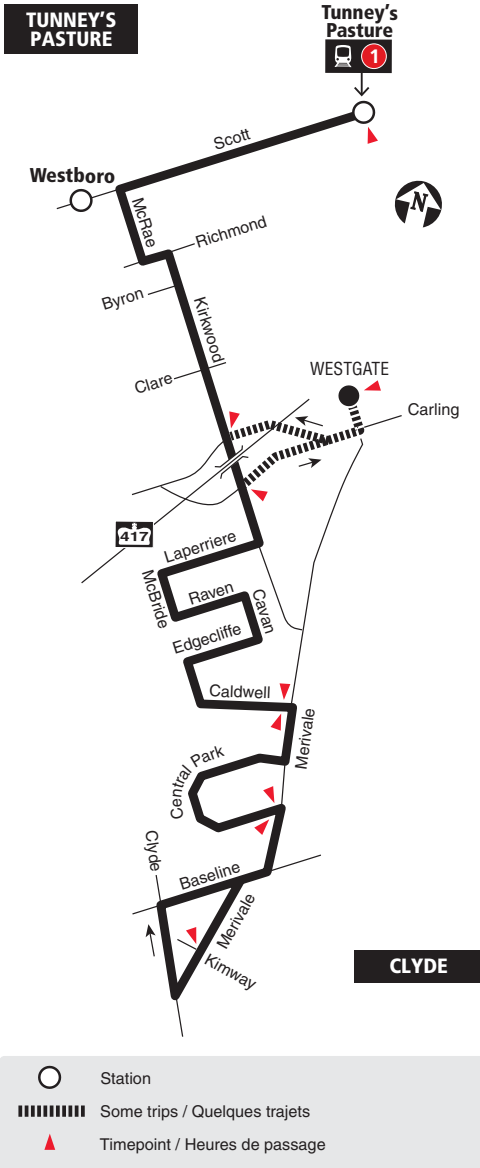 TUNNEY'S
PASTURE
Tunney's
Pasture
1
Scott
Westboro
McRae
Richmond
N
Byron
Kirkwood
WESTGATE
Clare
Carling
417
Laperriere
McBride
Raven
Cavan
Edgecliffe
Caldwell
Merivale
Central Park
Clyde
Baseline
Merivale
Kimway
CLYDE
Station
Some trips / Quelques trajets
Timepoint / Heures de passage